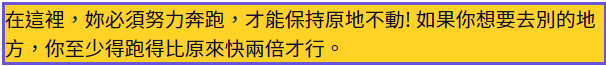 在這裡，妳必須努力奔跑，才能保持原地不動! 如果你想要去別的地
方，你至少得跑得比原來快兩倍才行。